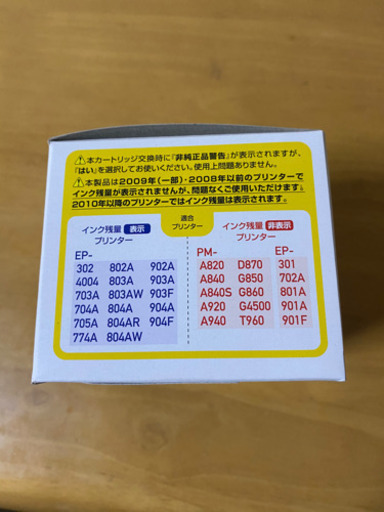 本カートリッジ交換時に「非純正品警告」が表示されますが、
「はい」を選択してお使いください。使用上問題ありません。
本製品は2009年(一部)・2008年以前のプリンターで
インク残量が表示されませんが、問題なくご使用いただけます。
2010年以降のプリンターではインク残量は表示されます。
適合
プリンター
インク残量 表示
プリンター
EP-
302 802A 902A
4004 803A 903A
703A 803AW 903F
704A 804A 904A
705A 804AR 904F
774A 804AW
インク残量 非表示
プリンター
PM- EP-
A820 D870 301
A840 G850 702A
A840S G860 801A
A920 G4500 901A
A940 T960 901F